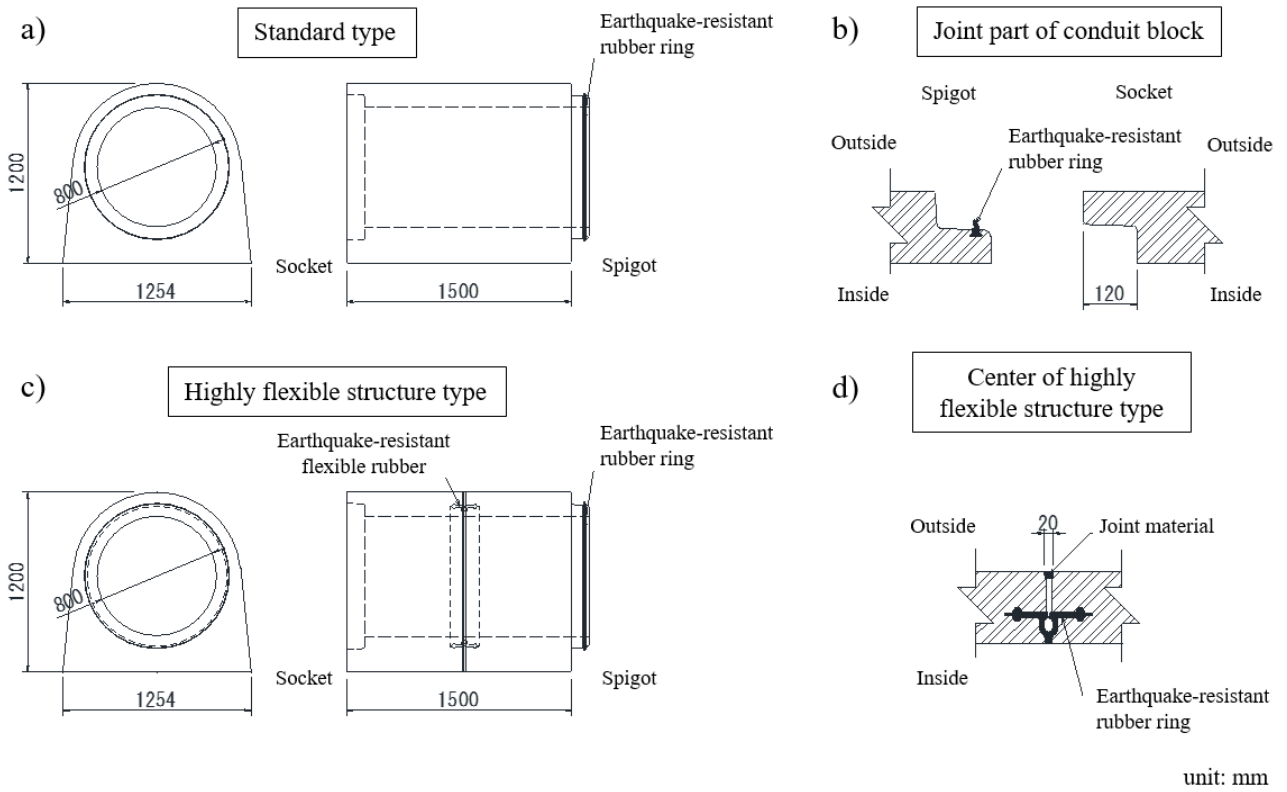 a)
Standard type
Earthquake-resistant
rubber ring
1200
800
1254
Socket
1500
Spigot
b)
Joint part of conduit block
Spigot
Socket
Earthquake-resistant
rubber ring
Outside
Outside
Inside
120
Inside
c)
Highly flexible structure type
Earthquake-resistant
flexible rubber
Earthquake-resistant
rubber ring
1200
800
1254
Socket
1500
Spigot
d)
Center of highly
flexible structure type
Outside
20
Joint material
Inside
Earthquake-resistant
rubber ring
unit: mm